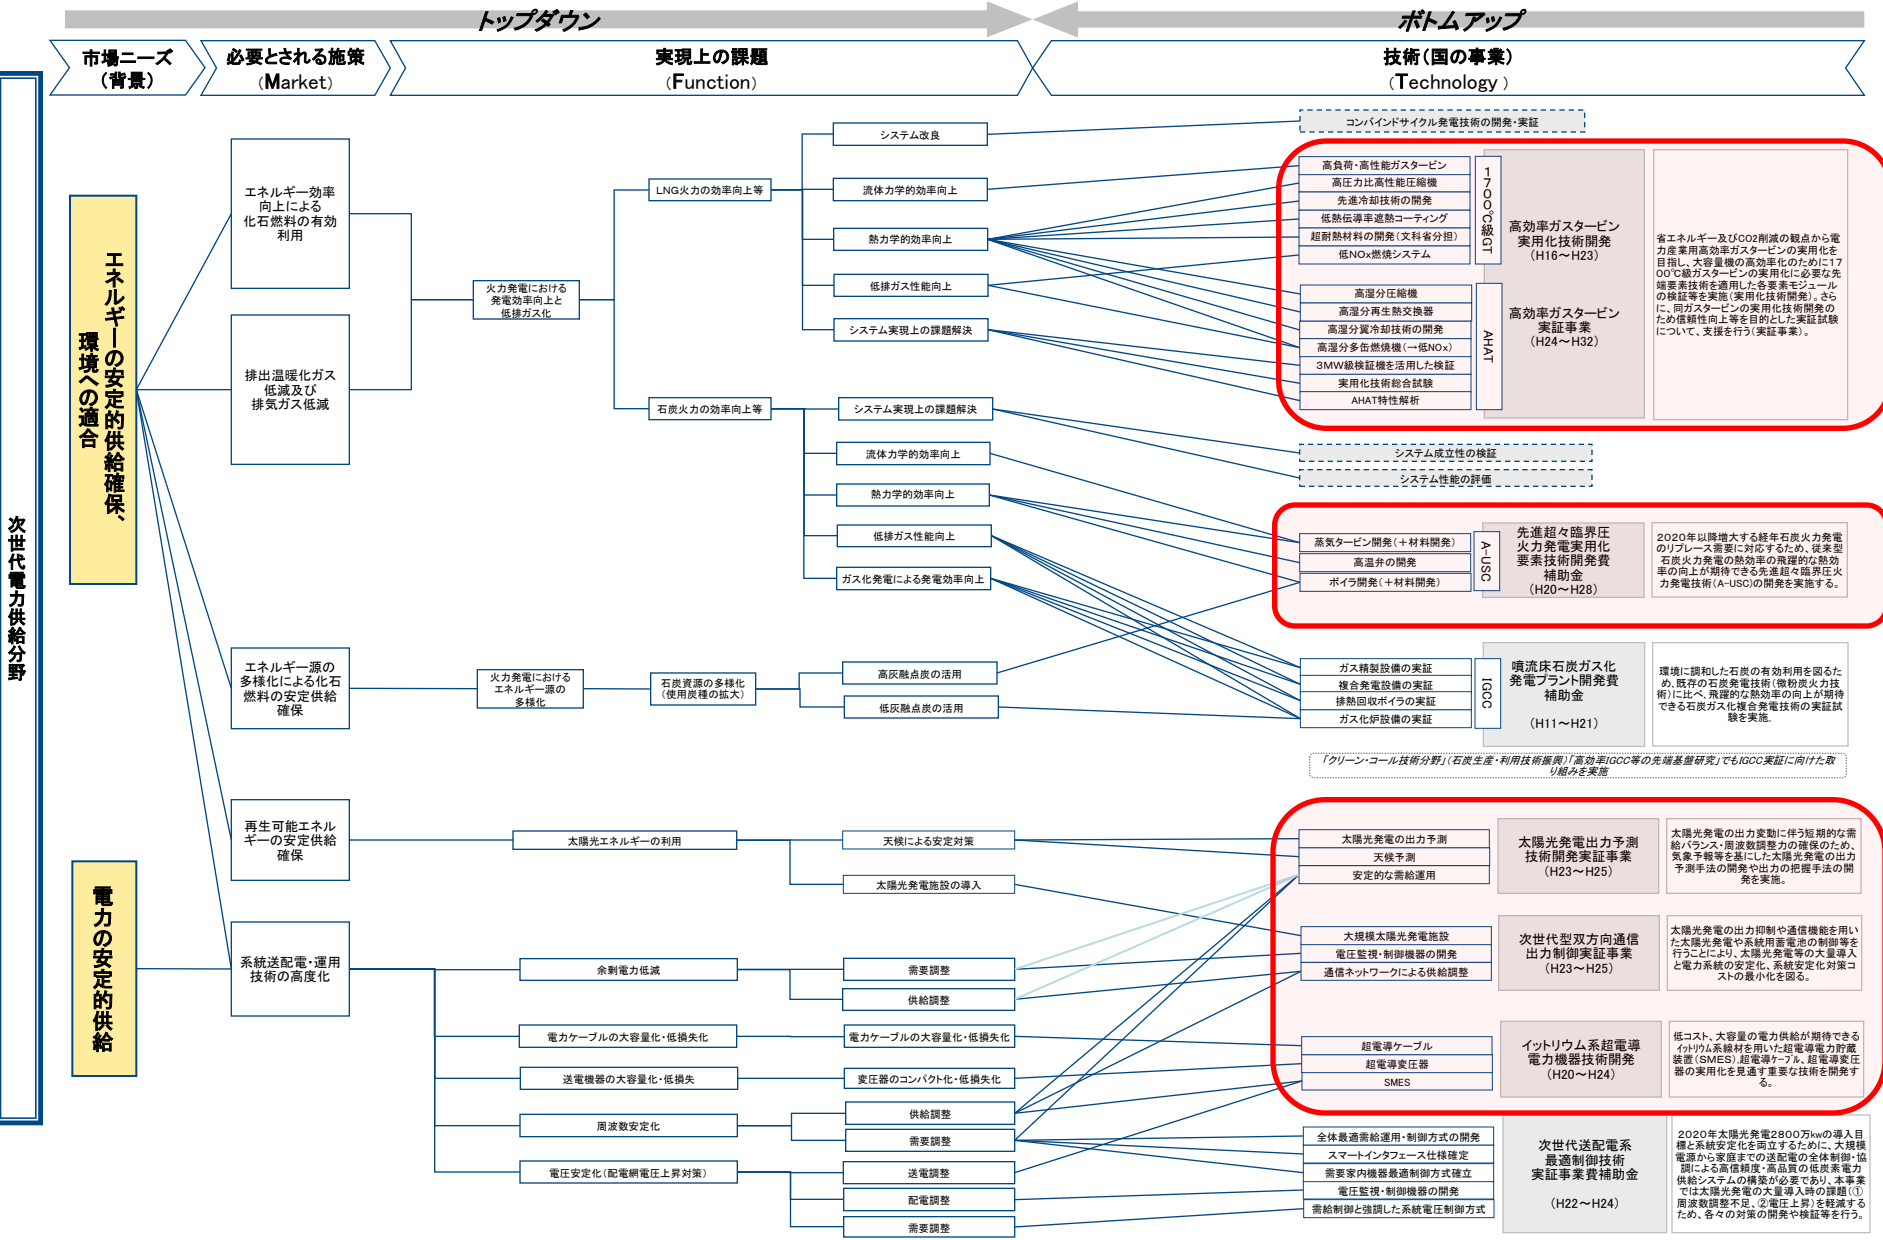 トップダウン
ボトムアップ
市場ニーズ
（背景）
必要とされる施策
（Market）
実現上の課題
（Function）
技術（国の事業）
（Technology ）
次世代電力供給分野
エネルギーの安定的供給確保、
環境への適合
電力の安定的供給
エネルギー効率
向上による
化石燃料の有効
利用
排出温暖化ガス
低減及び
排気ガス低減
エネルギー源の
多様化による化石
燃料の安定供給
確保
再生可能エネル
ギーの安定供給
確保
系統送配電・運用
技術の高度化
火力発電における
発電効率向上と
低排ガス化
火力発電における
エネルギー源の
多様化
LNG火力の効率向上等
石炭火力の効率向上等
石炭資源の多様化
（使用炭種の拡大）
太陽光エネルギーの利用
余剰電力低減
電力ケーブルの大容量化・低損失化
送電機器の大容量化・低損失
周波数安定化
電圧安定化（配電網電圧上昇対策）
システム改良
流体力学的効率向上
熱力学的効率向上
低排ガス性能向上
システム実現上の課題解決
システム実現上の課題解決
流体力学的効率向上
熱力学的効率向上
低排ガス性能向上
ガス化発電による発電効率向上
高灰融点炭の活用
低灰融点炭の活用
天候による安定対策
太陽光発電施設の導入
需要調整
供給調整
電力ケーブルの大容量化・低損失化
変圧器のコンパクト化・低損失化
供給調整
需要調整
送電調整
配電調整
需要調整
コンバインドサイクル発電技術の開発・実証
高負荷・高性能ガスタービン
高圧力比高性能圧縮機
先進冷却技術の開発
低熱伝導率遮熱コーティング
超耐熱材料の開発（文科省分担）
低NOx燃焼システム
1700℃級GT
高湿分圧縮機
高湿分再生熱交換器
高湿分翼冷却技術の開発
高湿分多缶燃焼機（→低NOx）
3MW級検証機を活用した検証
実用化技術総合試験
AHAT特性解析
AHAT
高効率ガスタービン
実用化技術開発
（H16～H23）
高効率ガスタービン
実証事業
（H24～H32）
省エネルギー及びCO2削減の観点から電
力産業用高効率ガスタービンの実用化を
目指し、大容量機の高効率化のために17
00℃級ガスタービンの実用化に必要な先
端要素技術を適用した各要素モジュール
の検証等を実施（実用化技術開発）。さら
に、同ガスタービンの実用化技術開発の
ため信頼性向上等を目的とした実証試験
について、支援を行う（実証事業）。
システム成立性の検証
システム性能の評価
蒸気タービン開発（＋材料開発）
高温弁の開発
ボイラ開発（＋材料開発）
A-USC
先進超々臨界圧
火力発電実用化
要素技術開発費
補助金
（H20～H28）
2020年以降増大する経年石炭火力発電
のリプレース需要に対応するため、従来型
石炭火力発電の熱効率の飛躍的な熱効
率の向上が期待できる先進超々臨界圧火
力発電技術（A-USC）の開発を実施する。
ガス精製設備の実証
複合発電設備の実証
排熱回収ボイラの実証
ガス化炉設備の実証
IGCC
噴流床石炭ガス化
発電プラント開発費
補助金
（H11～H21）
環境に調和した石炭の有効利用を図るた
め、既存の石炭発電技術（微粉炭火力技
術）に比べ、飛躍的な熱効率の向上が期待
できる石炭ガス化複合発電技術の実証試
験を実施。
「クリーン・コール技術分野」（石炭生産・利用技術振興）「高効率IGCC等の先端基盤研究」でもIGCC実証に向けた取
り組みを実施
太陽光発電の出力予測
天候予測
安定的な需給運用
太陽光発電出力予測
技術開発実証事業
（H23～H25）
太陽光発電の出力変動に伴う短期的な需
給バランス・周波数調整力の確保のため、
気象予報等を基にした太陽光発電の出力
予測手法の開発や出力の把握手法の開
発を実施。
大規模太陽光発電施設
電圧監視・制御機器の開発
通信ネットワークによる供給調整
次世代型双方向通信
出力制御実証事業
（H23～H25）
太陽光発電の出力抑制や通信機能を用い
た太陽光発電や系統用蓄電池の制御等を
行うことにより、太陽光発電等の大量導入
と電力系統の安定化、系統安定化対策コ
ストの最小化を図る。
超電導ケーブル
超電導変圧器
SMES
イットリウム系超電導
電力機器技術開発
（H20～H24）
低コスト、大容量の電力供給が期待できる
イットリウム系線材を用いた超電導電力貯蔵
装置（SMES）、超電導ケーブル、超電導変圧
器の実用化を見通す重要な技術を開発す
る。
全体最適需給運用・制御方式の開発
スマートインタフェース仕様確定
需要家内機器最適制御方式確立
電圧監視・制御機器の開発
需給制御と強調した系統電圧制御方式
次世代送配電系
最適制御技術
実証事業費補助金
（H22～H24）
2020年太陽光発電2800万kwの導入目
標と系統安定化を両立するために、大規模
電源から家庭までの送配電の全体制御・協
調による高信頼度・高品質の低炭素電力
供給システムの構築が必要であり、本事業
では太陽光発電の大量導入時の課題（①
周波数調整不足、②電圧上昇）を軽減する
ため、各々の対策の開発や検証等を行う。